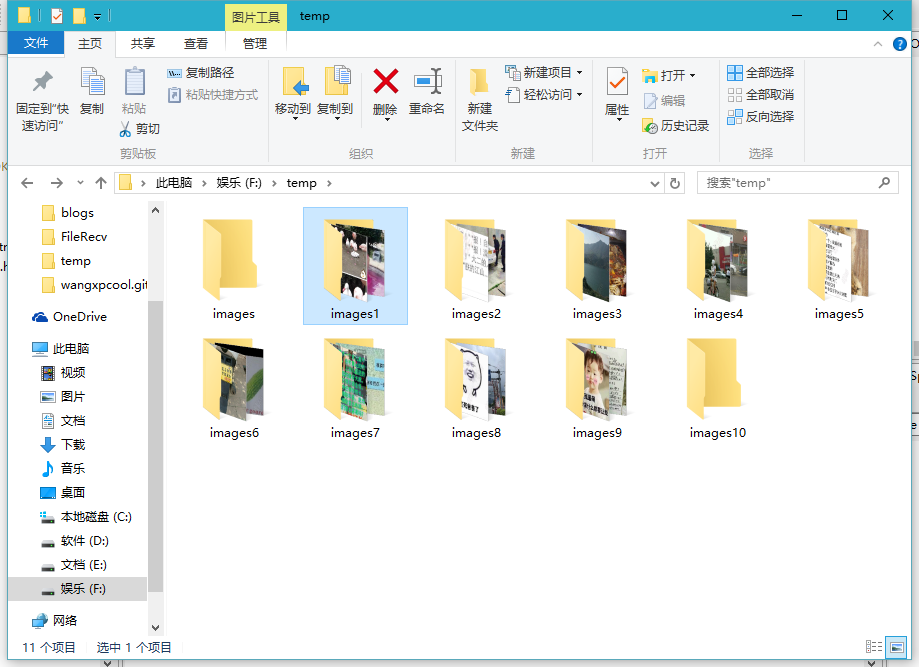 图片工具
temp
文件
主页
共享
查看
管理
固定到"快
速访问"
复制
粘贴
复制路径
粘贴快捷方式
剪切
剪贴板
移动到
复制到
删除
重命名
组织
新建
文件夹
新建项目
轻松访问
新建
属性
打开
编辑
历史记录
打开
全部选择
全部取消
反向选择
选择
此电脑
娱乐 (F:)
temp
搜索"temp"
blogs
FileRecv
temp
wangxpcool.git
OneDrive
此电脑
视频
图片
文档
下载
音乐
桌面
本地磁盘 (C:)
软件 (D:)
文档 (E:)
娱乐 (F:)
网络
images
images1
images2
images3
images4
images5
images6
images7
images8
images9
images10
11 个项目
选中 1 个项目